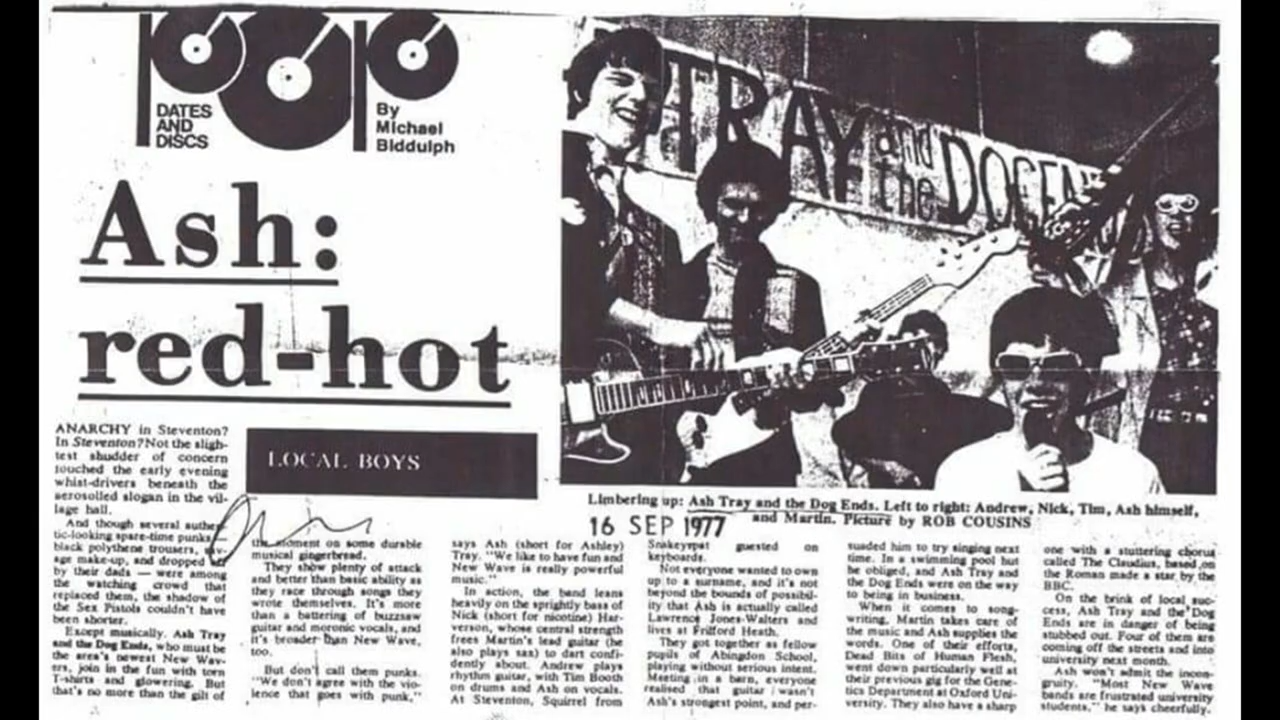 DATES
AND
DISCS
By
Michael
Biddulph
Ash:
red-hot
TRAY and the DOG EN
LOCAL BOYS
Limbering up: Ash Tray and the Dog Ends. Left to right: Andrew, Nick, Tim, Ash himself,
and Martin. Picture by ROB COUSINS
16 SEP 1977
ANARCHY in Steventon?
In Steventon? Not the sligh-
test shudder of concern
touched the early evening
whist-drivers beneath the
aerosolled slogan in the vil-
lage hall.
And though several authen-
tic-looking spare-time punks
black polythene trousers, sav-
age make-up, and dropped off
by their dads — were among
the watching crowd that
replaced them, the shadow of
the Sex Pistols couldn't have
been shorter.
Except musically. Ash Tray
and the Dog Ends, who must be
the area's newest New Wav-
ers, join in the fun with torn
T-shirts and glowering. But
that's no more than the gilt of
the moment on some durable
musical gingerbread.
They show plenty of attack
and better than basic ability as
they race through songs they
wrote themselves. It's more
than a battering of buzzsaw
guitar and moronic vocals, and
it's broader than New Wave,
too.
But don't call them punks.
"We don't agree with the vio-
lence that goes with punk,"
says Ash (short for Ashley)
Tray. "We like to have fun and
New Wave is really powerful
music."
In action, the band leans
heavily on the sprightly bass of
Nick (short for nicotine) Har-
verson, whose central strength
frees Martin's lead guitar (he
also plays sax) to dart confi-
dently about. Andrew plays
rhythm guitar, with Tim Booth
on drums and Ash on vocals.
At Steventon, Squirrel from
Snakeyspat guested on
keyboards.
Not everyone wanted to own
up to a surname, and it's not
beyond the bounds of possibil-
ity that Ash is actually called
Lawrence Jones-Walters and
lives at Frilford Heath.
They got together as fellow
pupils of Abingdon School,
playing without serious intent.
Meeting in a barn, everyone
realised that guitar wasn't
Ash's strongest point, and per-
suaded him to try singing next
time. In a swimming pool hut
he obliged, and Ash Tray and
the Dog Ends were on the way
to being in business.
When it comes to song-
writing, Martin takes care of
the music and Ash supplies the
words. One of their efforts,
Dead Bits of Human Flesh,
went down particularly well at
their previous gig for the Gene-
tics Department at Oxford Uni-
versity. They also have a sharp
one with a stuttering chorus
called The Claudius, based on
the Roman made a star by the
BBC.
On the brink of local suc-
cess, Ash Tray and the Dog
Ends are in danger of being
stubbed out. Four of them are
coming off the streets and into
university next month.
Ash won't admit the incon-
gruity. "Most New Wave
bands are frustrated university
students," he says cheerfully.